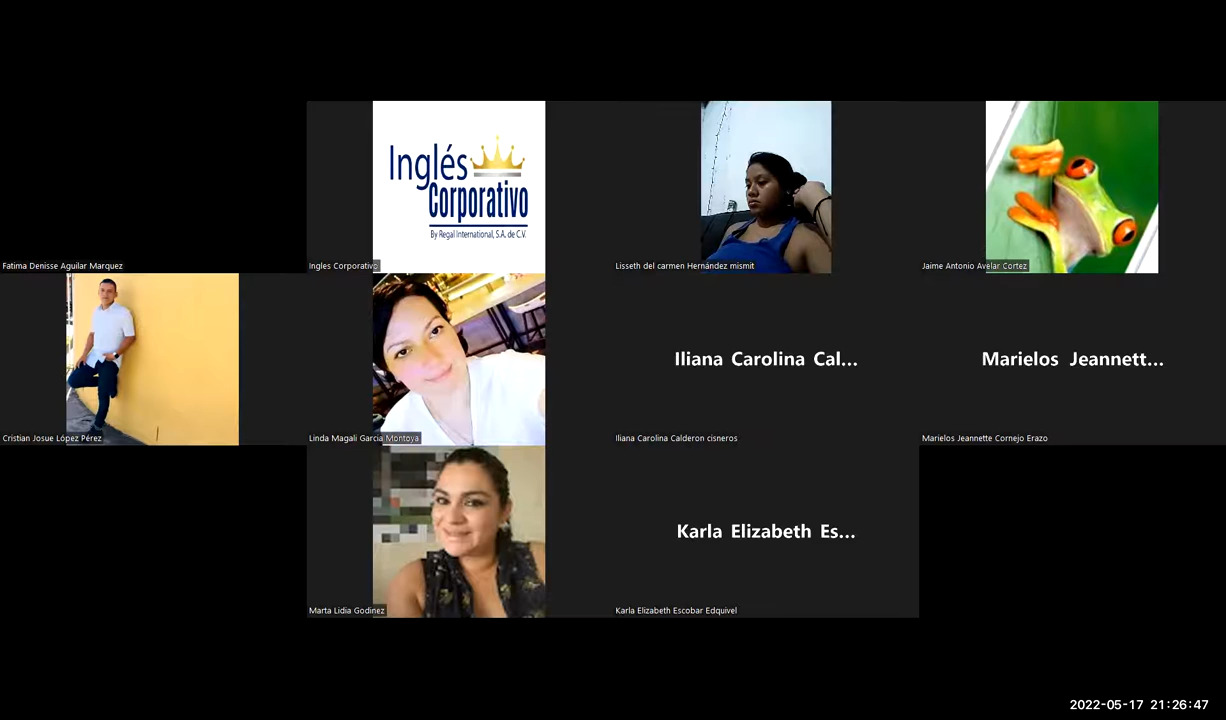 Inglés
Corporativo
By Regal International, S.A. de C.V.
Fatima Denisse Aguilar Marquez
Ingles Corporativo
Lisseth del carmen Hernández mismit
Jaime Antonio Avelar Cortez
Iliana Carolina Cal...
Marielos Jeannett...
Cristian Josue López Pérez
Linda Magali Garcia Montoya
Iliana Carolina Calderon cisneros
Marielos Jeannette Cornejo Erazo
Karla Elizabeth Es...
Marta Lidia Godinez
Karla Elizabeth Escobar Edquivel
2022-05-17 21:26:47